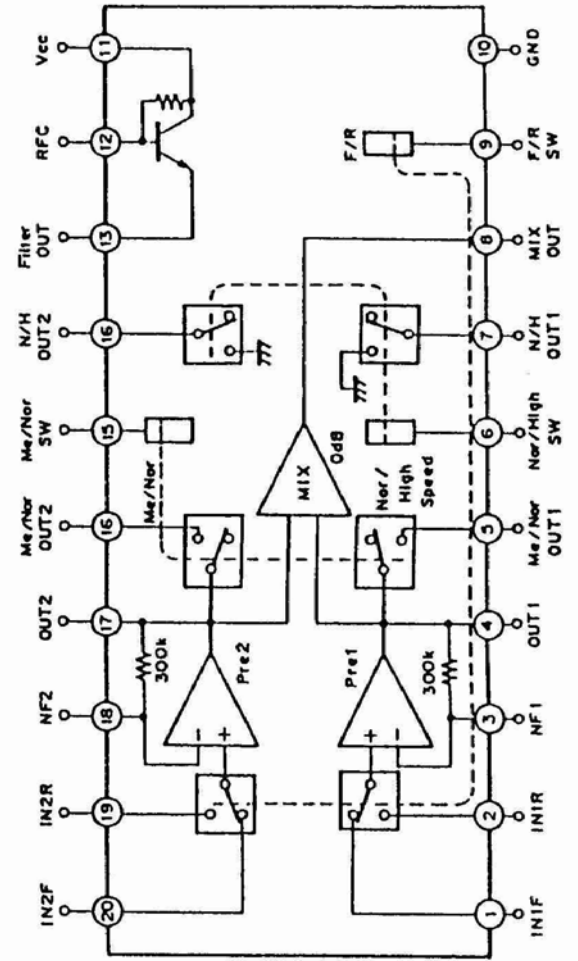 IN2F IN2R NF2 OUT2 Me/Nor OUT2 Me/Nor SW N/H OUT2 Filter OUT RFC Vcc
20 19 18 17 16 15 16 13 12 11
300k
Me/Nor
Pre2
- +
MIX
0dB
Nor/
High
Speed
F/R
Pre1
+ -
300k
1 2 3 4 5 6 7 8 9 10
IN1F IN1R NF1 OUT1 Me/Nor OUT1 Nor/High SW N/H OUT1 MIX OUT F/R SW GND